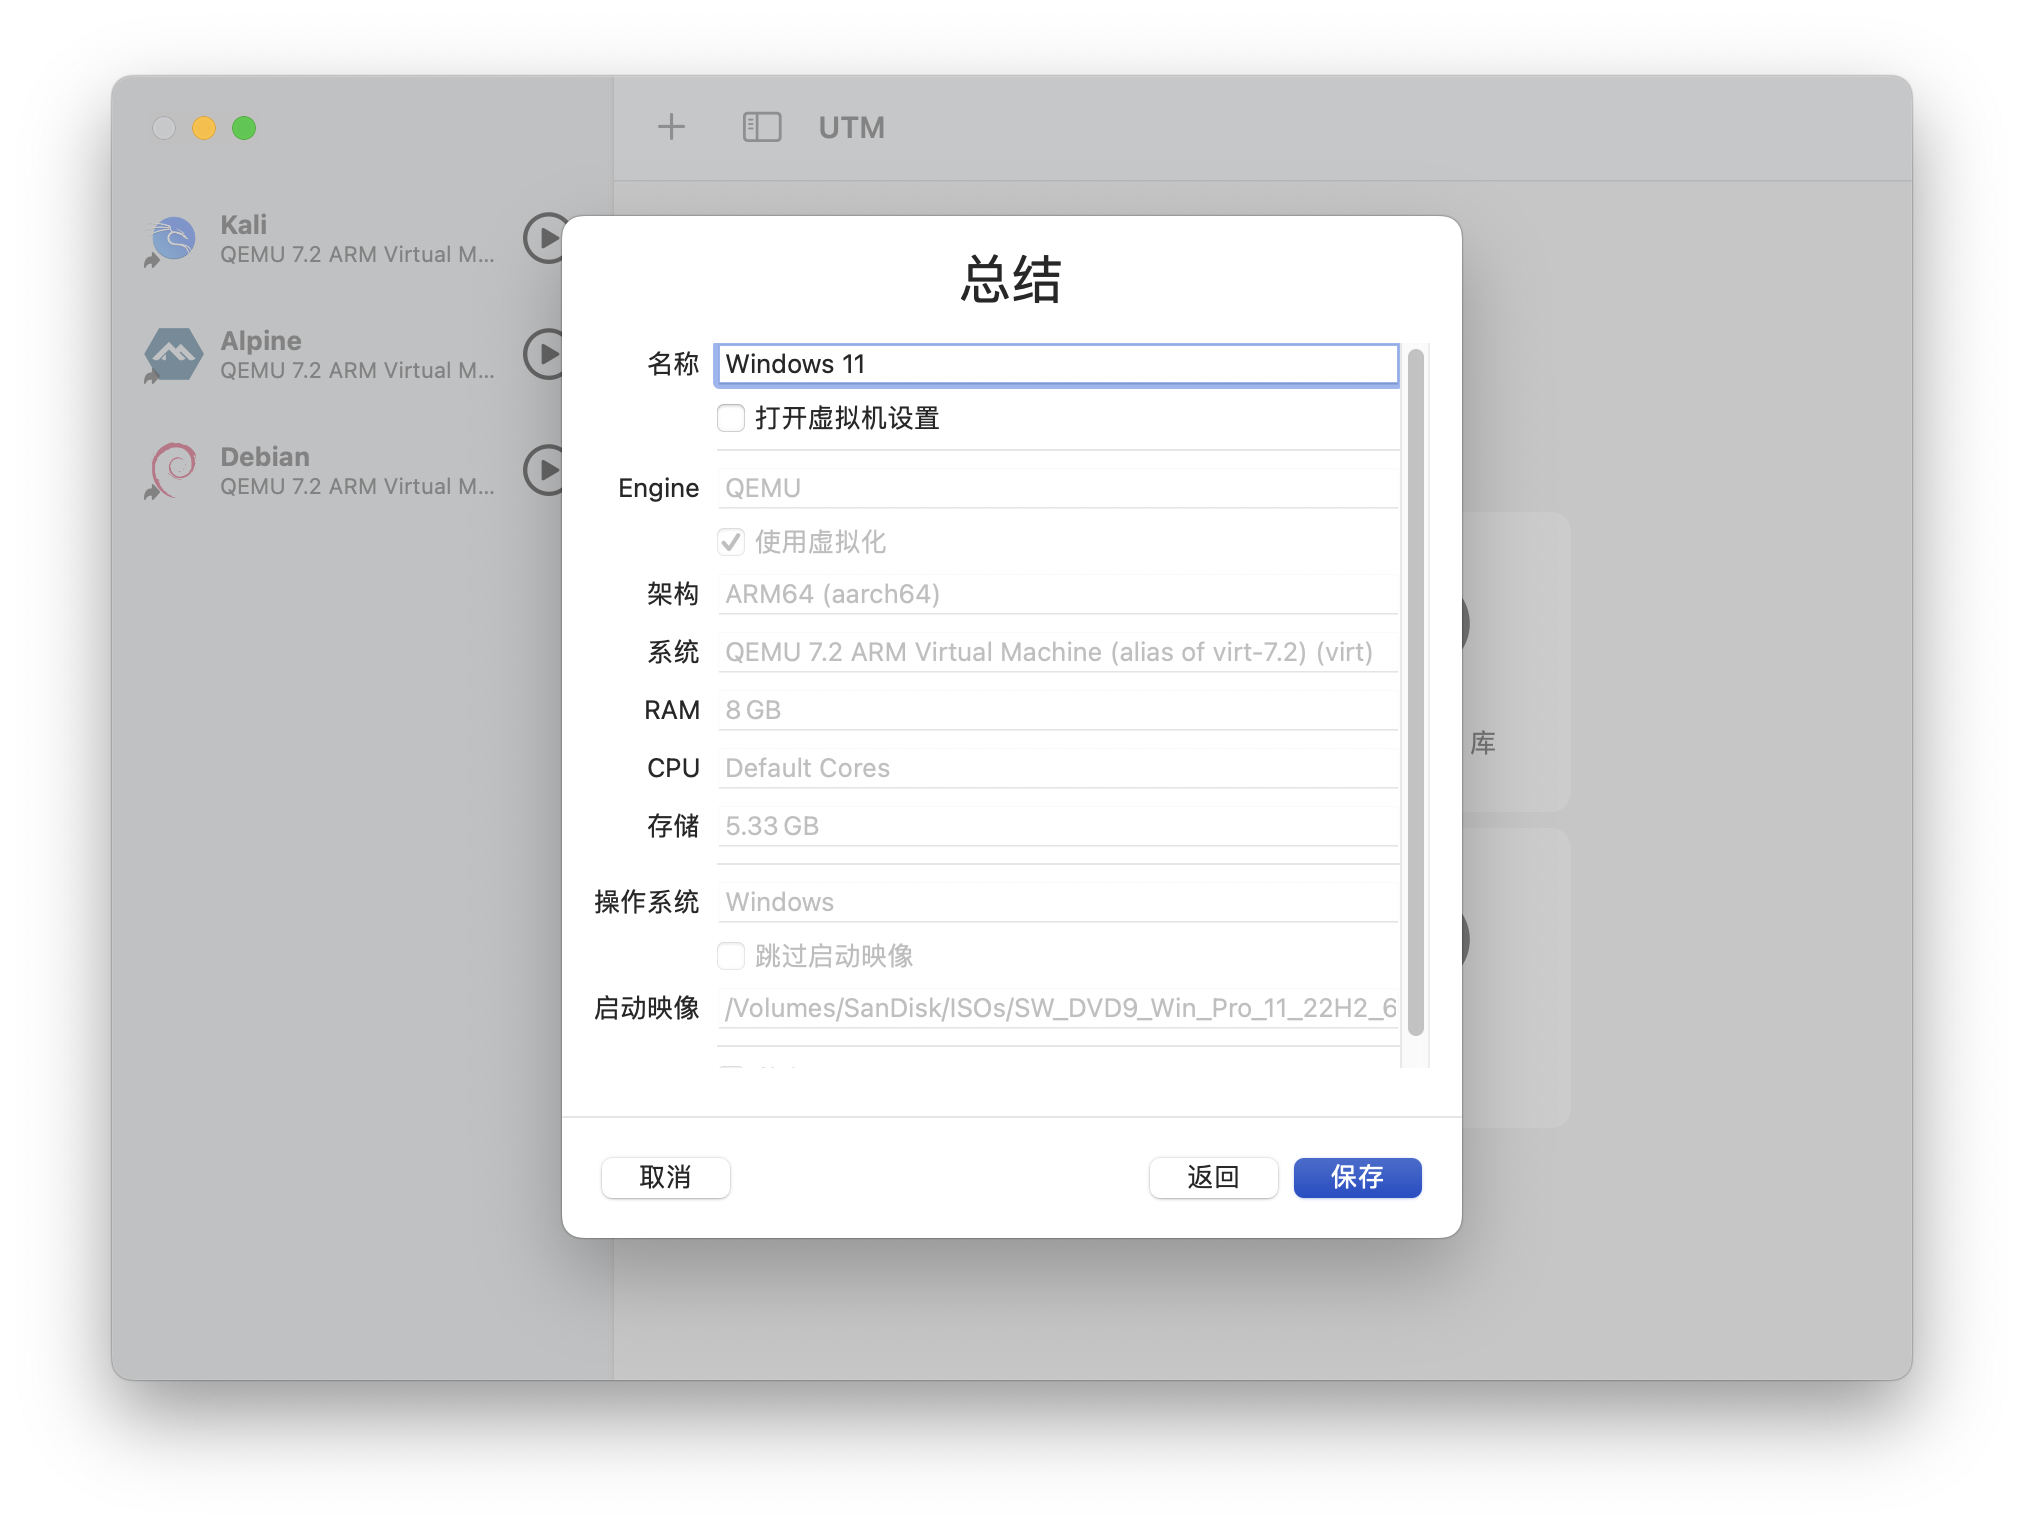 UTM
Kali
QEMU 7.2 ARM Virtual M...
Alpine
QEMU 7.2 ARM Virtual M...
Debian
QEMU 7.2 ARM Virtual M...
总结
名称 Windows 11
打开虚拟机设置
Engine QEMU
使用虚拟化
架构 ARM64 (aarch64)
系统 QEMU 7.2 ARM Virtual Machine (alias of virt-7.2) (virt)
RAM 8 GB
CPU Default Cores
存储 5.33 GB
操作系统 Windows
跳过启动映像
启动映像 /Volumes/SanDisk/ISOs/SW_DVD9_Win_Pro_11_22H2_6
取消 返回 保存
库